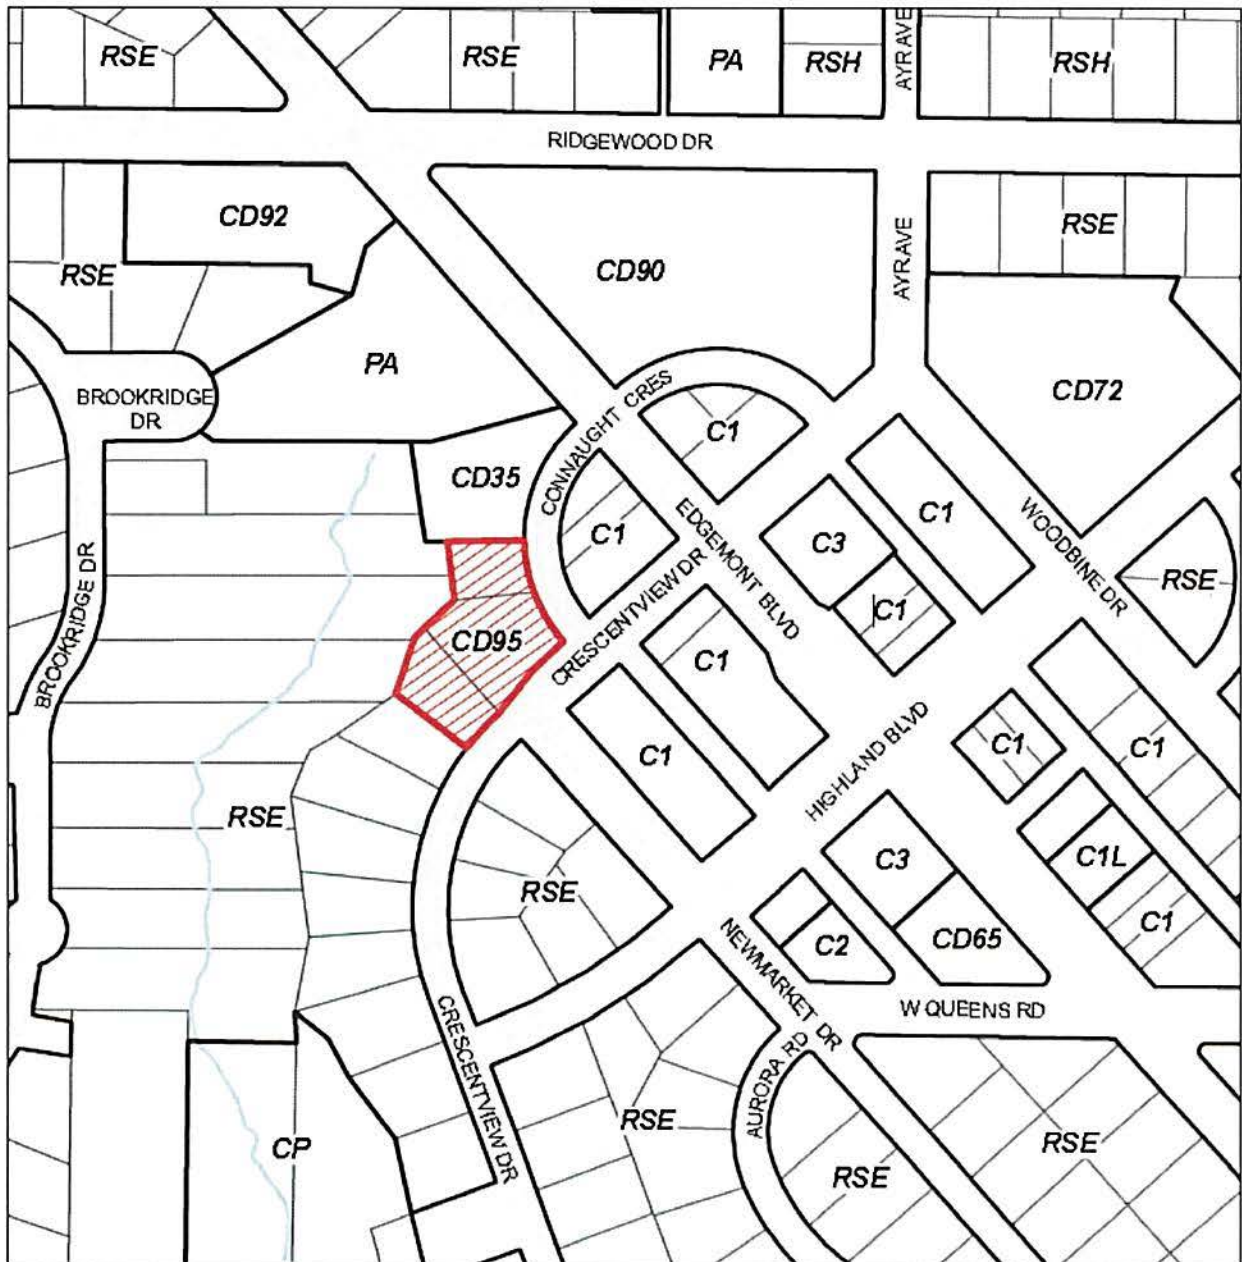 RSE
RSE
PA
RSH
AYR AVE
RSH
RIDGEWOOD DR
CD92
RSE
CD90
AYR AVE
RSE
PA
BROOKRIDGE
DR
CONNAUGHT CRES
C1
CD72
CD35
C1
EDGEMONT BLVD
C3
C1
WOODBINE DR
RSE
C1
BROOKRIDGE DR
CD95
CRESCENTVIEW DR
C1
C1
HIGHLAND BLVD
C1
C1
RSE
RSE
C3
C1L
C1
C2
CD65
NEWMARKET DR
W QUEENS RD
CRESCENTVIEW DR
AURORA RD
RSE
CP
RSE
RSE